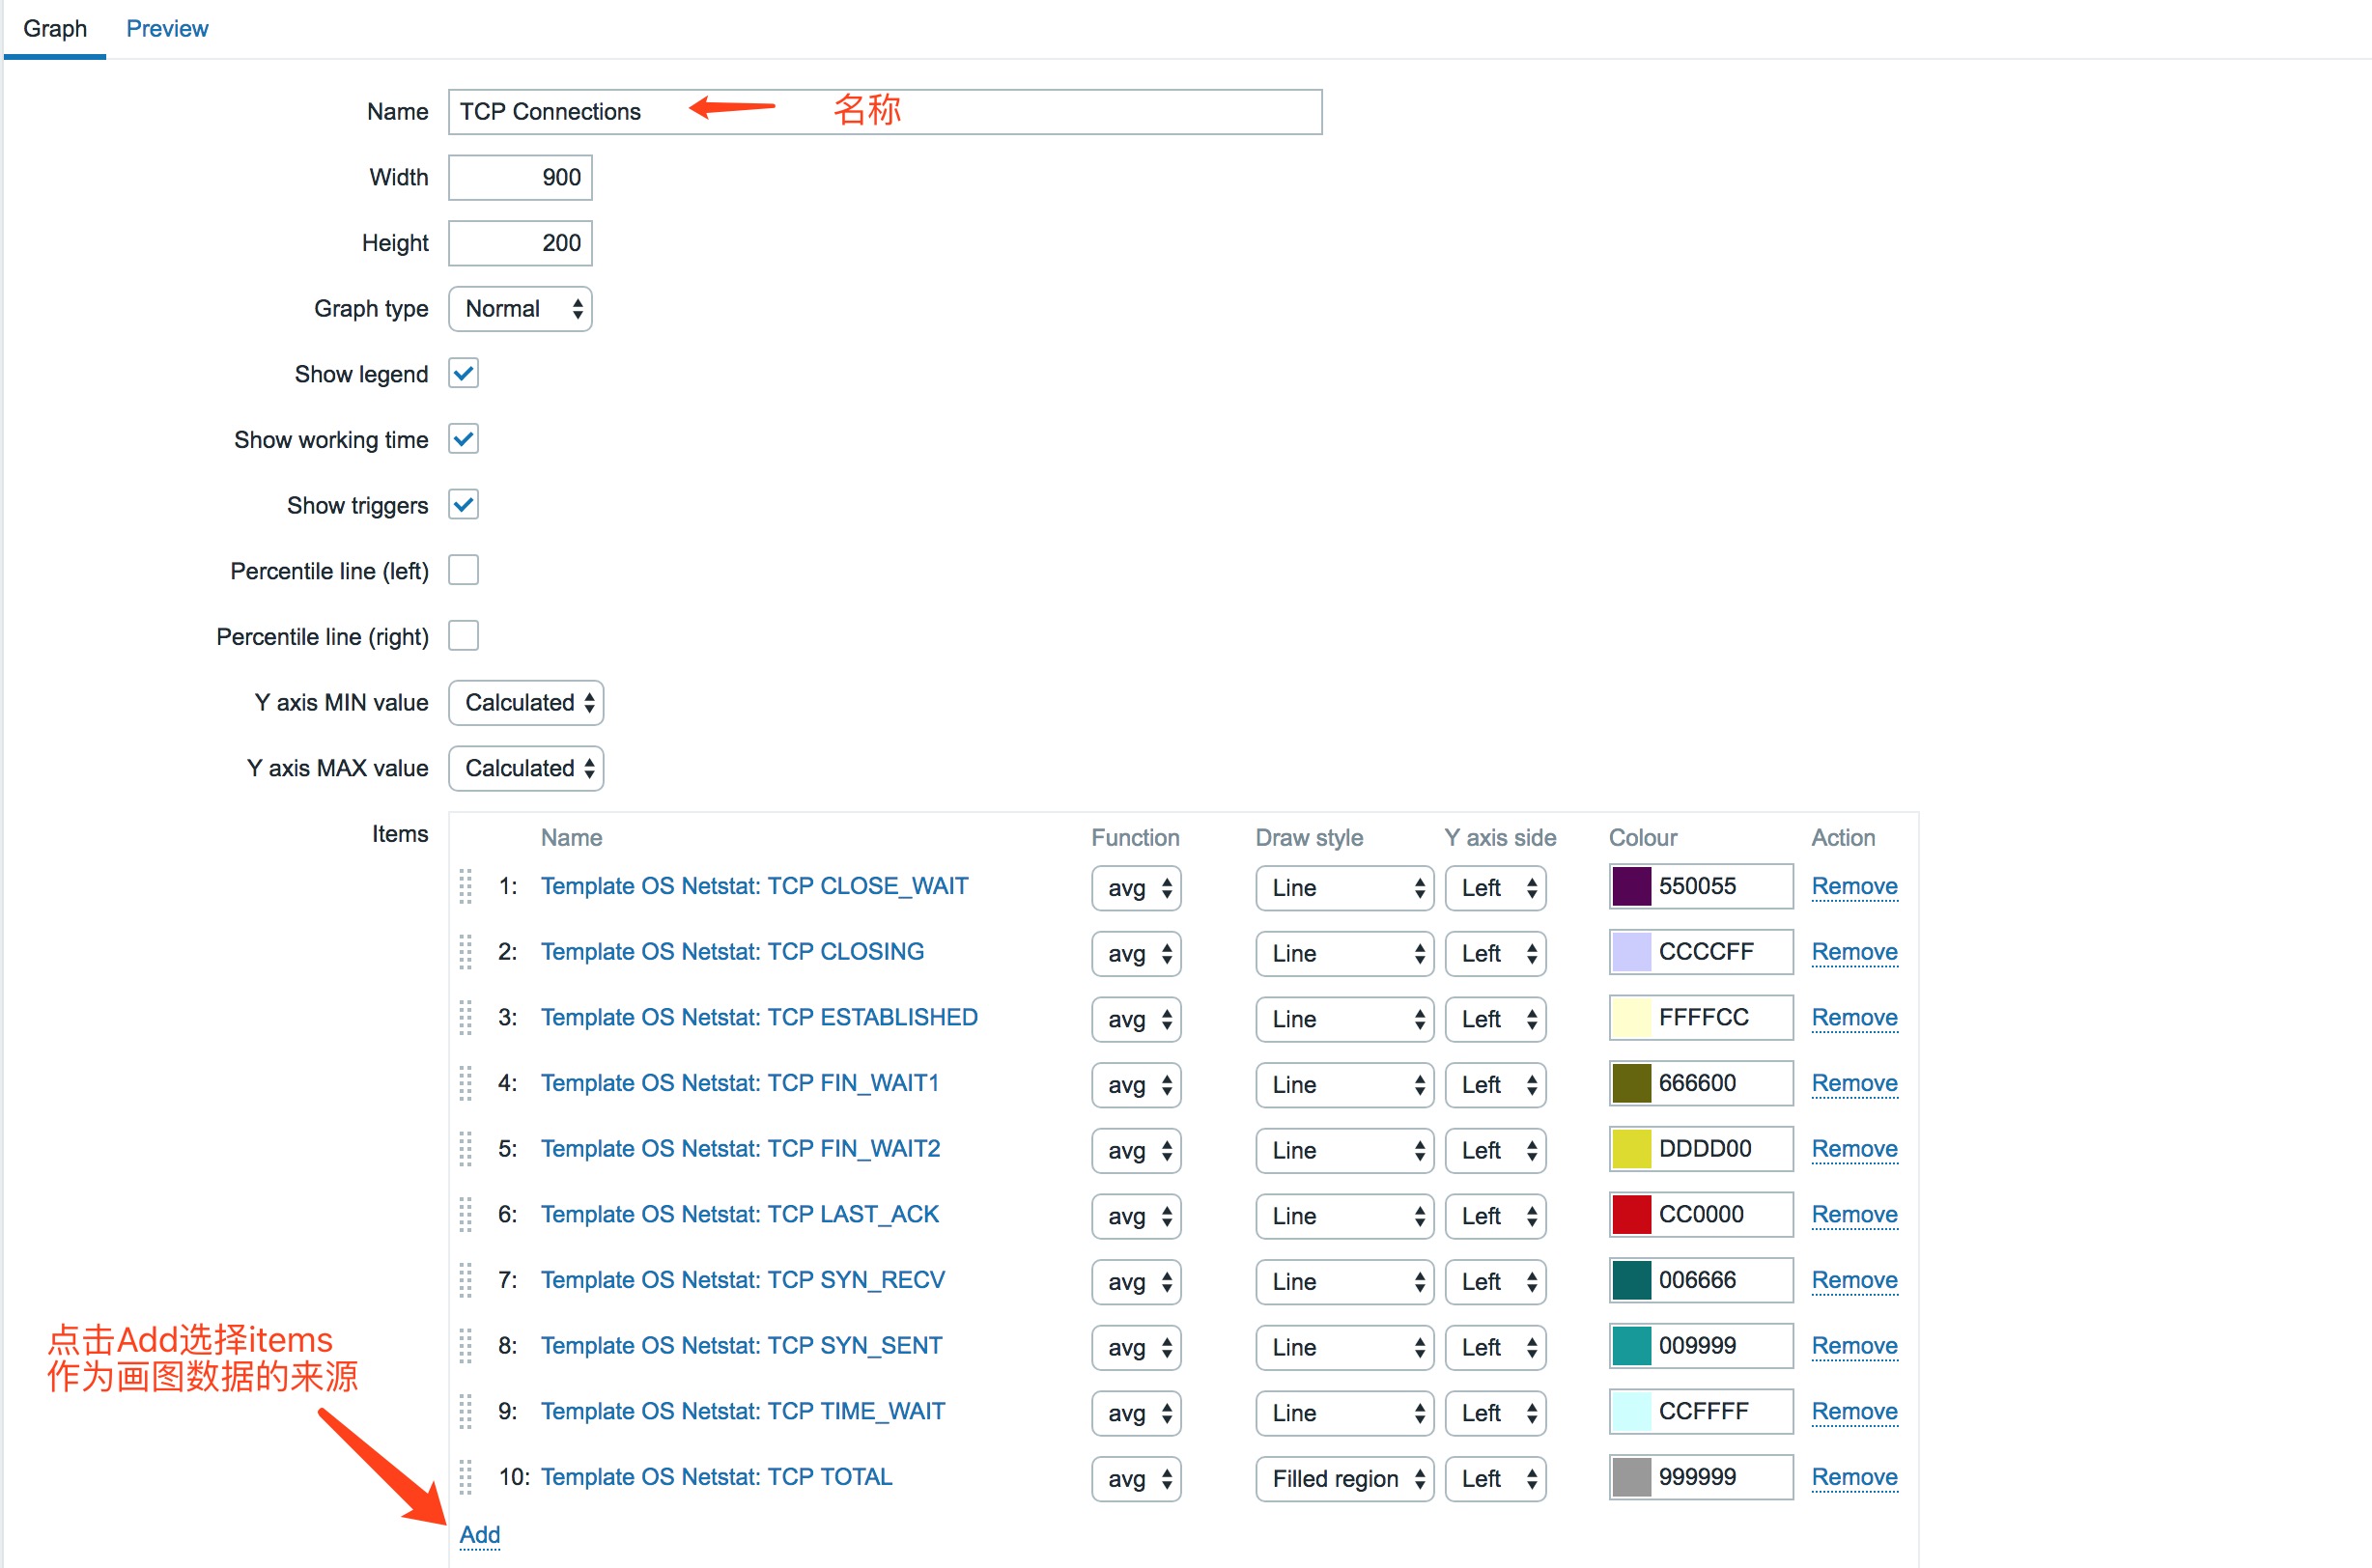 Graph Preview
Name TCP Connections 名称
Width 900
Height 200
Graph type Normal
Show legend
Show working time
Show triggers
Percentile line (left)
Percentile line (right)
Y axis MIN value Calculated
Y axis MAX value Calculated
Items Name Function Draw style Y axis side Colour Action
1: Template OS Netstat: TCP CLOSE_WAIT avg Line Left 550055 Remove
2: Template OS Netstat: TCP CLOSING avg Line Left CCCCFF Remove
3: Template OS Netstat: TCP ESTABLISHED avg Line Left FFFFCC Remove
4: Template OS Netstat: TCP FIN_WAIT1 avg Line Left 666600 Remove
5: Template OS Netstat: TCP FIN_WAIT2 avg Line Left DDDD00 Remove
6: Template OS Netstat: TCP LAST_ACK avg Line Left CC0000 Remove
7: Template OS Netstat: TCP SYN_RECV avg Line Left 006666 Remove
8: Template OS Netstat: TCP SYN_SENT avg Line Left 009999 Remove
9: Template OS Netstat: TCP TIME_WAIT avg Line Left CCFFFF Remove
10: Template OS Netstat: TCP TOTAL avg Filled region Left 999999 Remove
点击Add选择items
作为画图数据的来源
Add